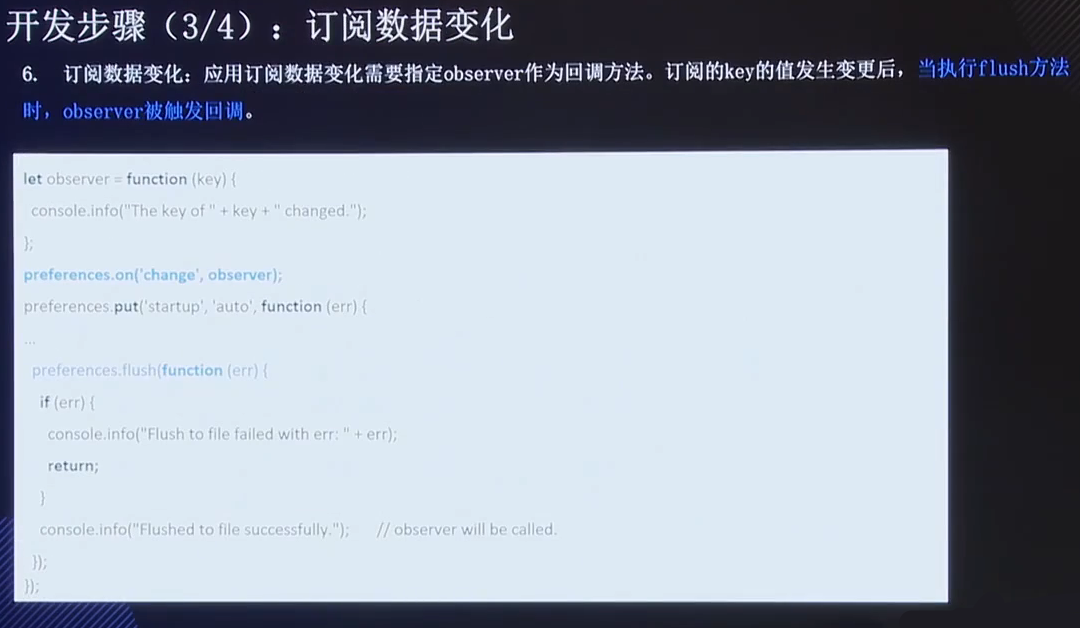 开发步骤（3/4）：订阅数据变化
6. 订阅数据变化：应用订阅数据变化需要指定observer作为回调方法。订阅的key的值发生变更后，当执行flush方法
时，observer被触发回调。
let observer = function (key) {
console.info("The key of " + key + " changed.");
};
preferences.on('change', observer);
preferences.put('startup', 'auto', function (err) {
...
preferences.flush(function (err) {
if (err) {
console.info("Flush to file failed with err: " + err);
return;
}
console.info("Flushed to file successfully."); // observer will be called.
});
});